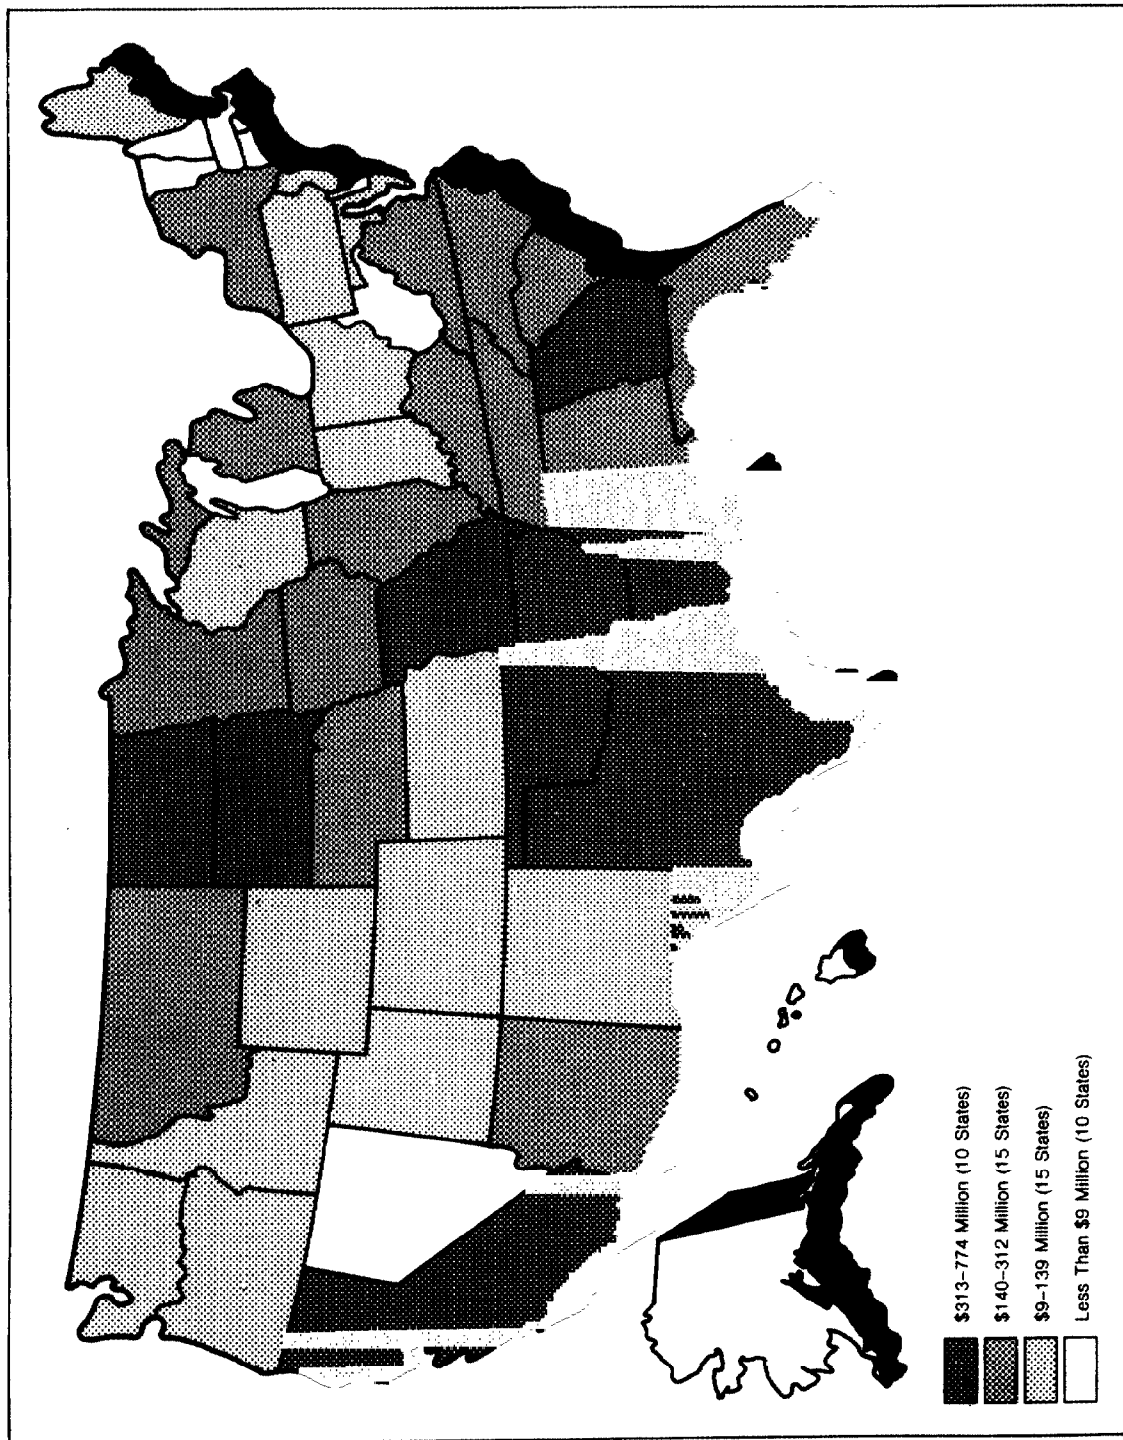 $313–774 Million (10 States)
$140–312 Million (15 States)
$9–139 Million (15 States)
Less Than $9 Million (10 States)